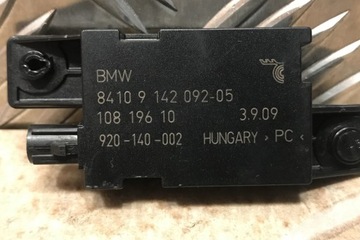 BMW
8410 9 142 092-05
108 196 10 3.9.09
920-140-002 HUNGARY > PC <